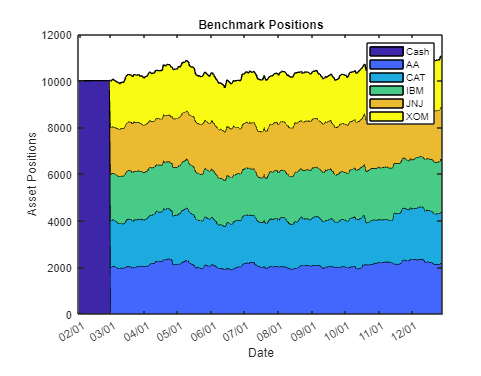 Benchmark Positions
12000
10000
8000
6000
4000
2000
0
Asset Positions
Cash
AA
CAT
IBM
JNJ
XOM
02/01
03/01
04/01
05/01
06/01
07/01
08/01
09/01
10/01
11/01
12/01
Date